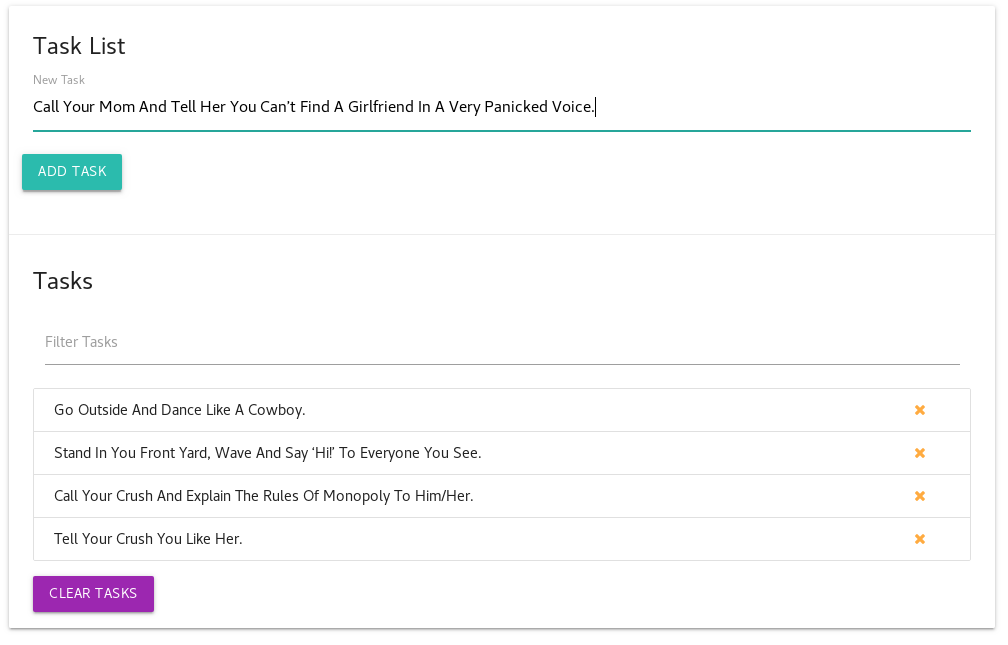 Task List
New Task
Call Your Mom And Tell Her You Can't Find A Girlfriend In A Very Panicked Voice.
ADD TASK
Tasks
Filter Tasks
Go Outside And Dance Like A Cowboy.
Stand In You Front Yard, Wave And Say ‘Hi!’ To Everyone You See.
Call Your Crush And Explain The Rules Of Monopoly To Him/Her.
Tell Your Crush You Like Her.
CLEAR TASKS